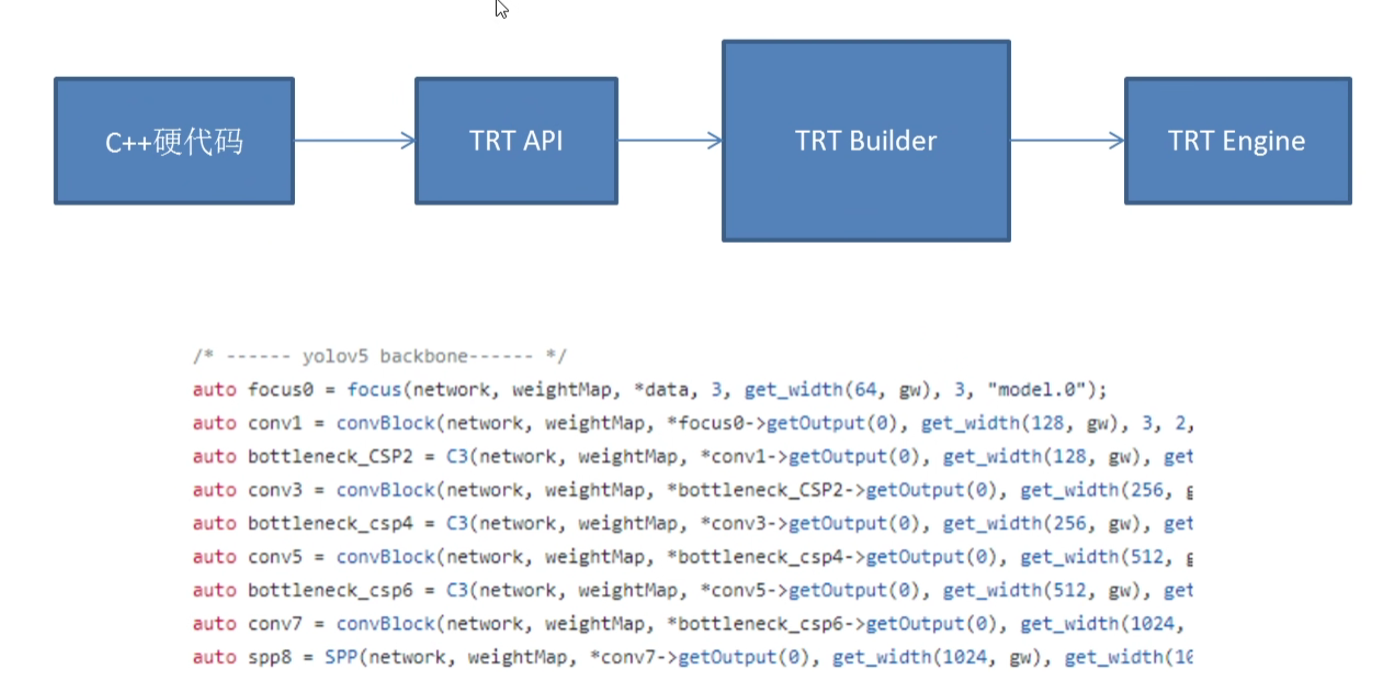 C++硬代码
TRT API
TRT Builder
TRT Engine
/* ------ yolov5 backbone------ */
auto focus0 = focus(network, weightMap, *data, 3, get_width(64, gw), 3, "model.0");
auto conv1 = convBlock(network, weightMap, *focus0->getOutput(0), get_width(128, gw), 3, 2,
auto bottleneck_CSP2 = C3(network, weightMap, *conv1->getOutput(0), get_width(128, gw), get
auto conv3 = convBlock(network, weightMap, *bottleneck_CSP2->getOutput(0), get_width(256,
auto bottleneck_csp4 = C3(network, weightMap, *conv3->getOutput(0), get_width(256, gw), get
auto conv5 = convBlock(network, weightMap, *bottleneck_csp4->getOutput(0), get_width(512,
auto bottleneck_csp6 = C3(network, weightMap, *conv5->getOutput(0), get_width(512, gw), get
auto conv7 = convBlock(network, weightMap, *bottleneck_csp6->getOutput(0), get_width(1024,
auto spp8 = SPP(network, weightMap, *conv7->getOutput(0), get_width(1024, gw), get_width(1